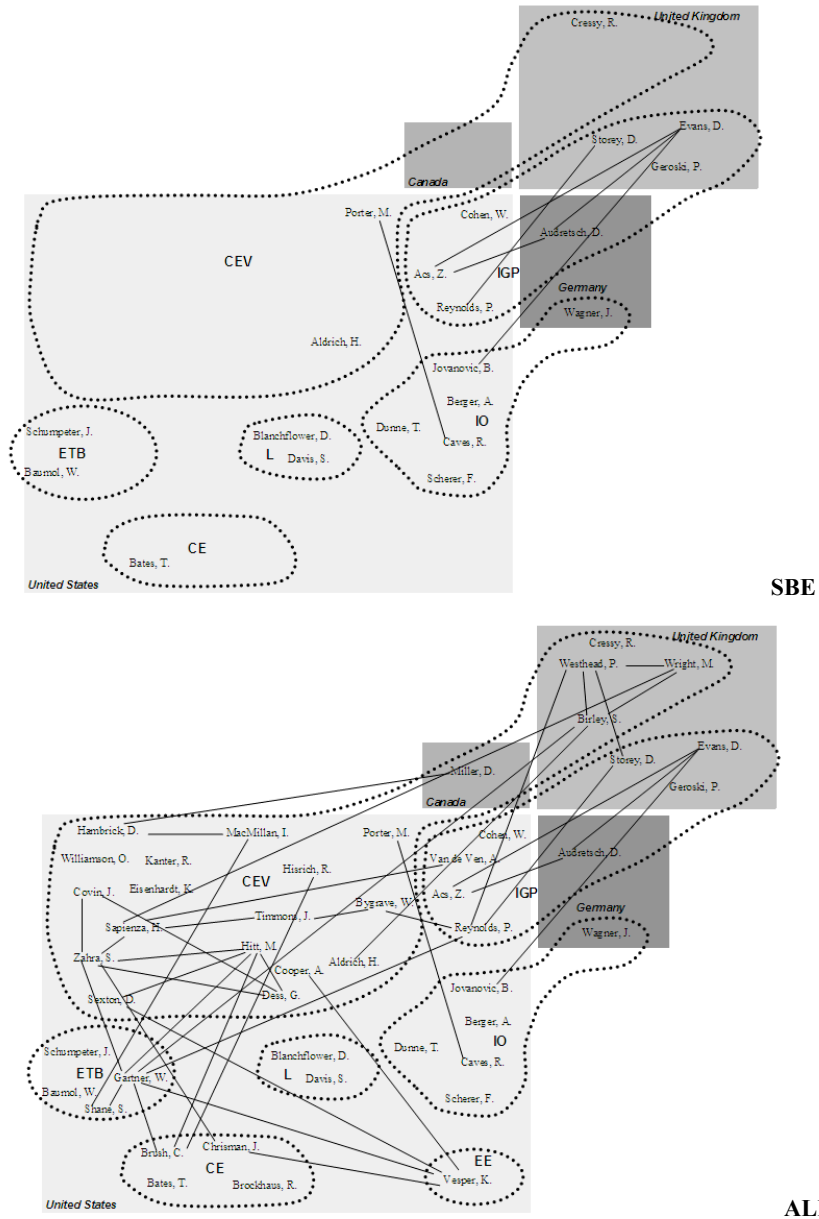 United Kingdom
Cressy, R.
Evans, D.
Storey, D.
Geroski, P.
Canada
Porter, M.
Cohen, W.
Audretsch, D.
CEV
Acs, Z.
IGP
Germany
Reynolds, P.
Wagner, J.
Aldrich, H.
Jovanovic, B.
Berger, A.
IO
Dunne, T.
Schumpeter, J.
Blanchflower, D.
Caves, R.
ETB
L
Davis, S.
Baumol, W.
Scherer, F.
CE
Bates, T.
United States
SBE
United Kingdom
Cressy, R.
Westhead, P.
Wright, M.
Birley, S.
Evans, D.
Storey, D.
Miller, D.
Geroski, P.
Canada
Hambrick, D.
MacMillan, I.
Porter, M.
Cohen, W.
Williamson, O.
Kanter, R.
Van de Ven, A.
Audretsch, D.
Hisrich, R.
CEV
Eisenhardt, K.
Covin, J.
Acs, Z.
IGP
Bygrave, W.
Germany
Timmons, J.
Sapienza, H.
Reynolds, P.
Wagner, J.
Hitt, M.
Zahra, S.
Aldrich, H.
Cooper, A.
Jovanovic, B.
Sexton, D.
Dess, G.
Berger, A.
IO
Dunne, T.
Schumpeter, J.
Blanchflower, D.
Caves, R.
ETB
Gartner, W.
L
Davis, S.
Baumol, W.
Scherer, F.
Shane, S.
Chrisman, J.
Brush, C.
EE
CE
Vesper, K.
Bates, T.
Brockhaus, R.
United States